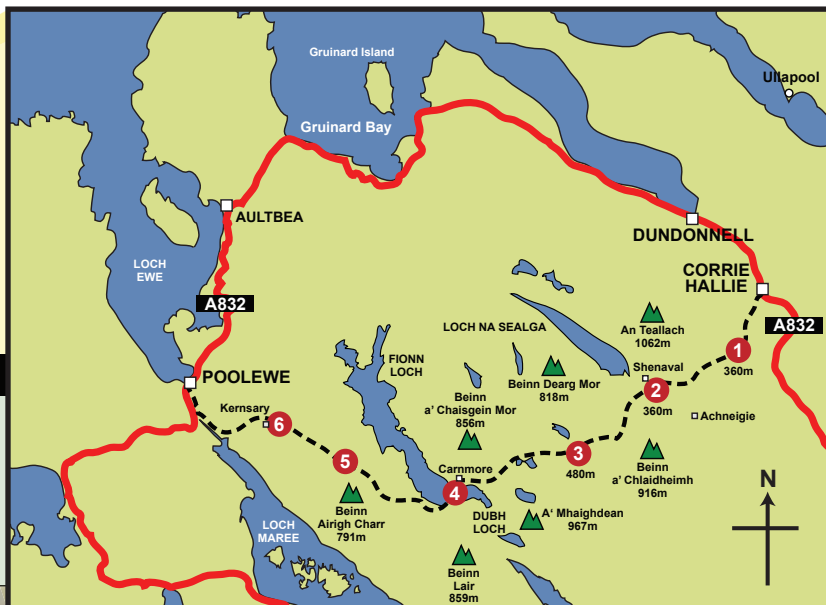 Gruinard Island
Ullapool
Gruinard Bay
AULTBEA
DUNDONNELL
LOCH
EWE
CORRIE
HALLIE
A832
A832
LOCH NA SEALGA
An Teallach
1062m
1
360m
FIONN
LOCH
Beinn Dearg Mor
818m
Shenaval
2
360m
POOLEWE
Beinn
a' Chaisgein Mor
856m
Achneigie
Kernsary
6
5
3
480m
Beinn
a' Chlaidheimh
916m
Carnmore
4
N
Beinn
Airigh Charr
791m
DUBH
LOCH
A' Mhaighdean
967m
LOCH
MAREE
Beinn
Lair
859m